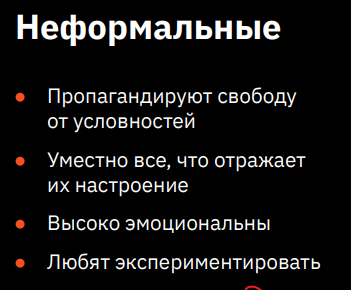 Неформальные
Пропагандируют свободу
от условностей
Уместно все, что отражает
их настроение
Высоко эмоциональны
Любят экспериментировать